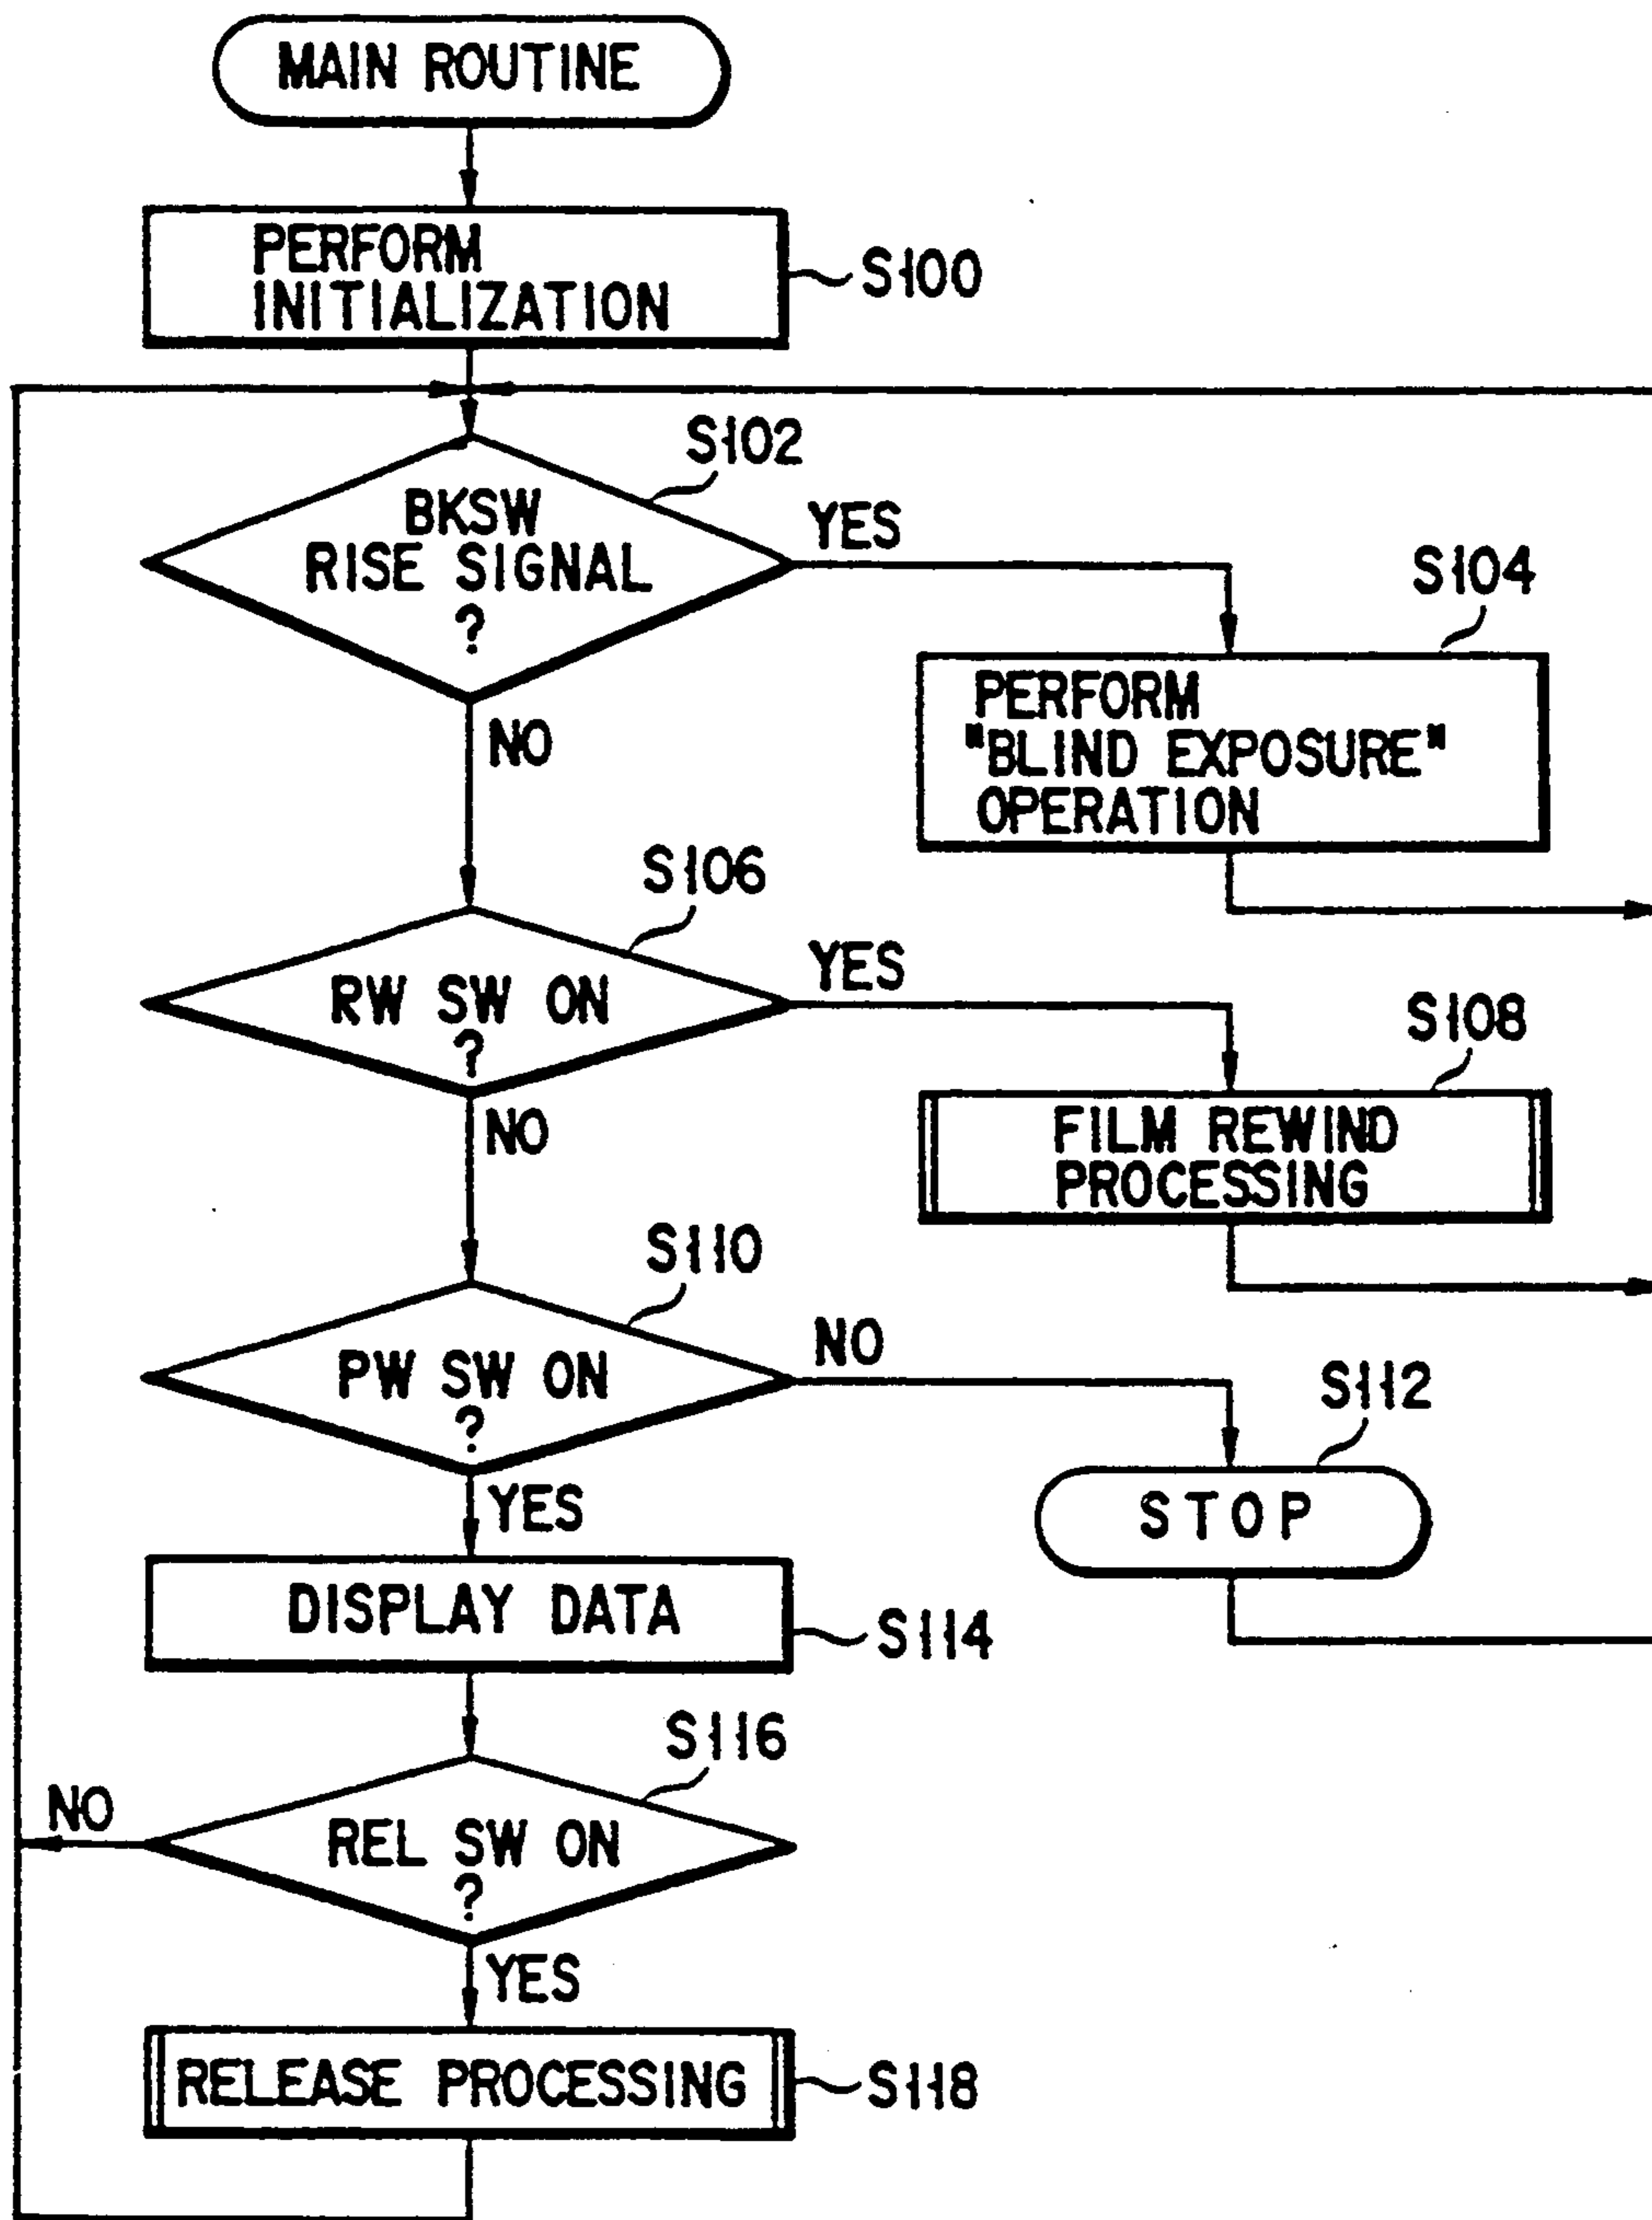 MAIN ROUTINE
PERFORM
INITIALIZATION
S100
S102
BKSW
RISE SIGNAL
?
YES
NO
S104
PERFORM
"BLIND EXPOSURE"
OPERATION
S106
RW SW ON
?
YES
NO
S108
FILM REWIND
PROCESSING
S110
PW SW ON
?
NO
YES
S112
STOP
DISPLAY DATA
S114
S116
REL SW ON
?
NO
YES
RELEASE PROCESSING
S118